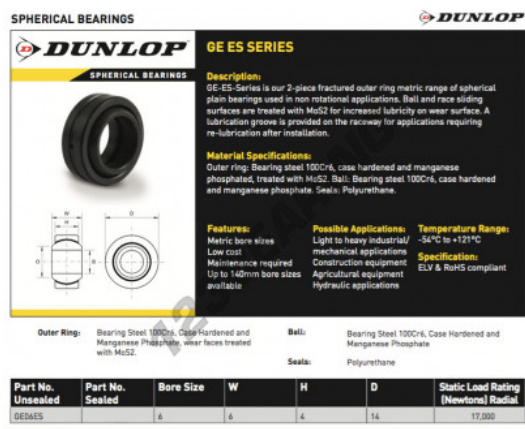 SPHERICAL BEARINGS
DUNLOP
DUNLOP
SPHERICAL BEARINGS
GE ES SERIES
Description:
GE-ES-Series is our 2-piece fractured outer ring metric range of spherical
plain bearings used in non rotational applications. Ball and race sliding
surfaces are treated with MoS2 for increased lubricity on wear surface. A
lubrication groove is provided on the raceway for applications requiring
re-lubrication after installation.
Material Specifications:
Outer ring: Bearing steel 100Cr6, case hardened and manganese
phosphated, treated with MoS2. Ball: Bearing steel 100Cr6, case hardened
and manganese phosphate. Seals: Polyurethane.
Features:
Metric bore sizes
Low cost
Maintenance required
Up to 140mm bore sizes
available
Possible Applications:
Light to heavy industrial/
mechanical applications
Construction equipment
Agricultural equipment
Hydraulic applications
Temperature Range:
-54°C to +121°C
Specification:
ELV & RoHS compliant
W
H
D
O
B
Outer Ring: Bearing Steel 100Cr6, Case Hardened and
Manganese Phosphate, wear faces treated
with MoS2.
Ball: Bearing Steel 100Cr6, Case Hardened and
Manganese Phosphate
Seals: Polyurethane
Part No. Unsealed Part No. Sealed Bore Size W H D Static Load Rating (Newtons) Radial
GE06ES 6 6 4 14 17,000